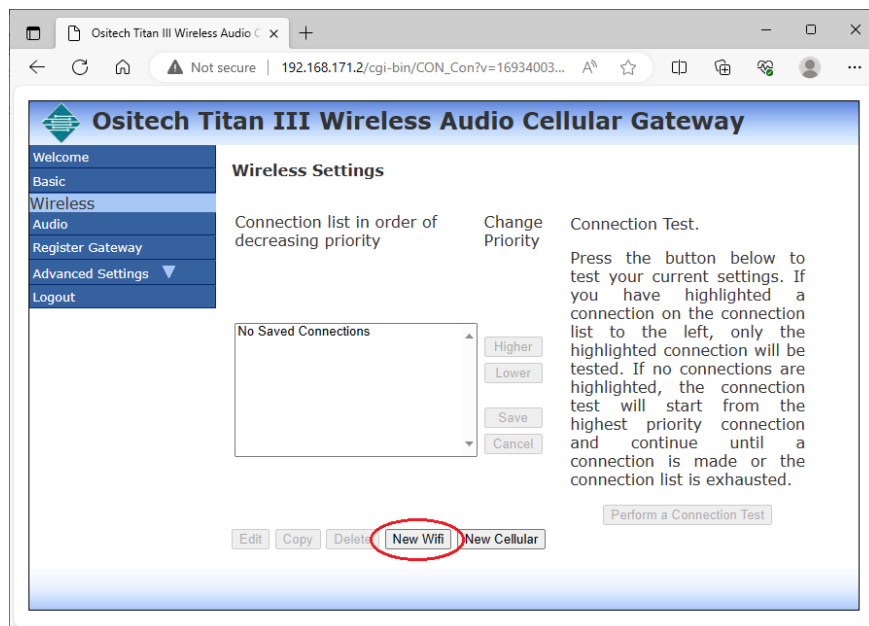 Ositech Titan III Wireless Audio C
Not secure | 192.168.171.2/cgi-bin/CON_Con?v=16934003...
Ositech Titan III Wireless Audio Cellular Gateway
Welcome
Basic
Wireless
Audio
Register Gateway
Advanced Settings
Logout
Wireless Settings
Connection list in order of
decreasing priority
Change
Priority
No Saved Connections
Higher
Lower
Save
Cancel
Connection Test.
Press the button below to
test your current settings. If
you have highlighted a
connection on the connection
list to the left, only the
highlighted connection will be
tested. If no connections are
highlighted, the connection
test will start from the
highest priority connection
and continue until a
connection is made or the
connection list is exhausted.
Perform a Connection Test
Edit Copy Delete New Wifi New Cellular